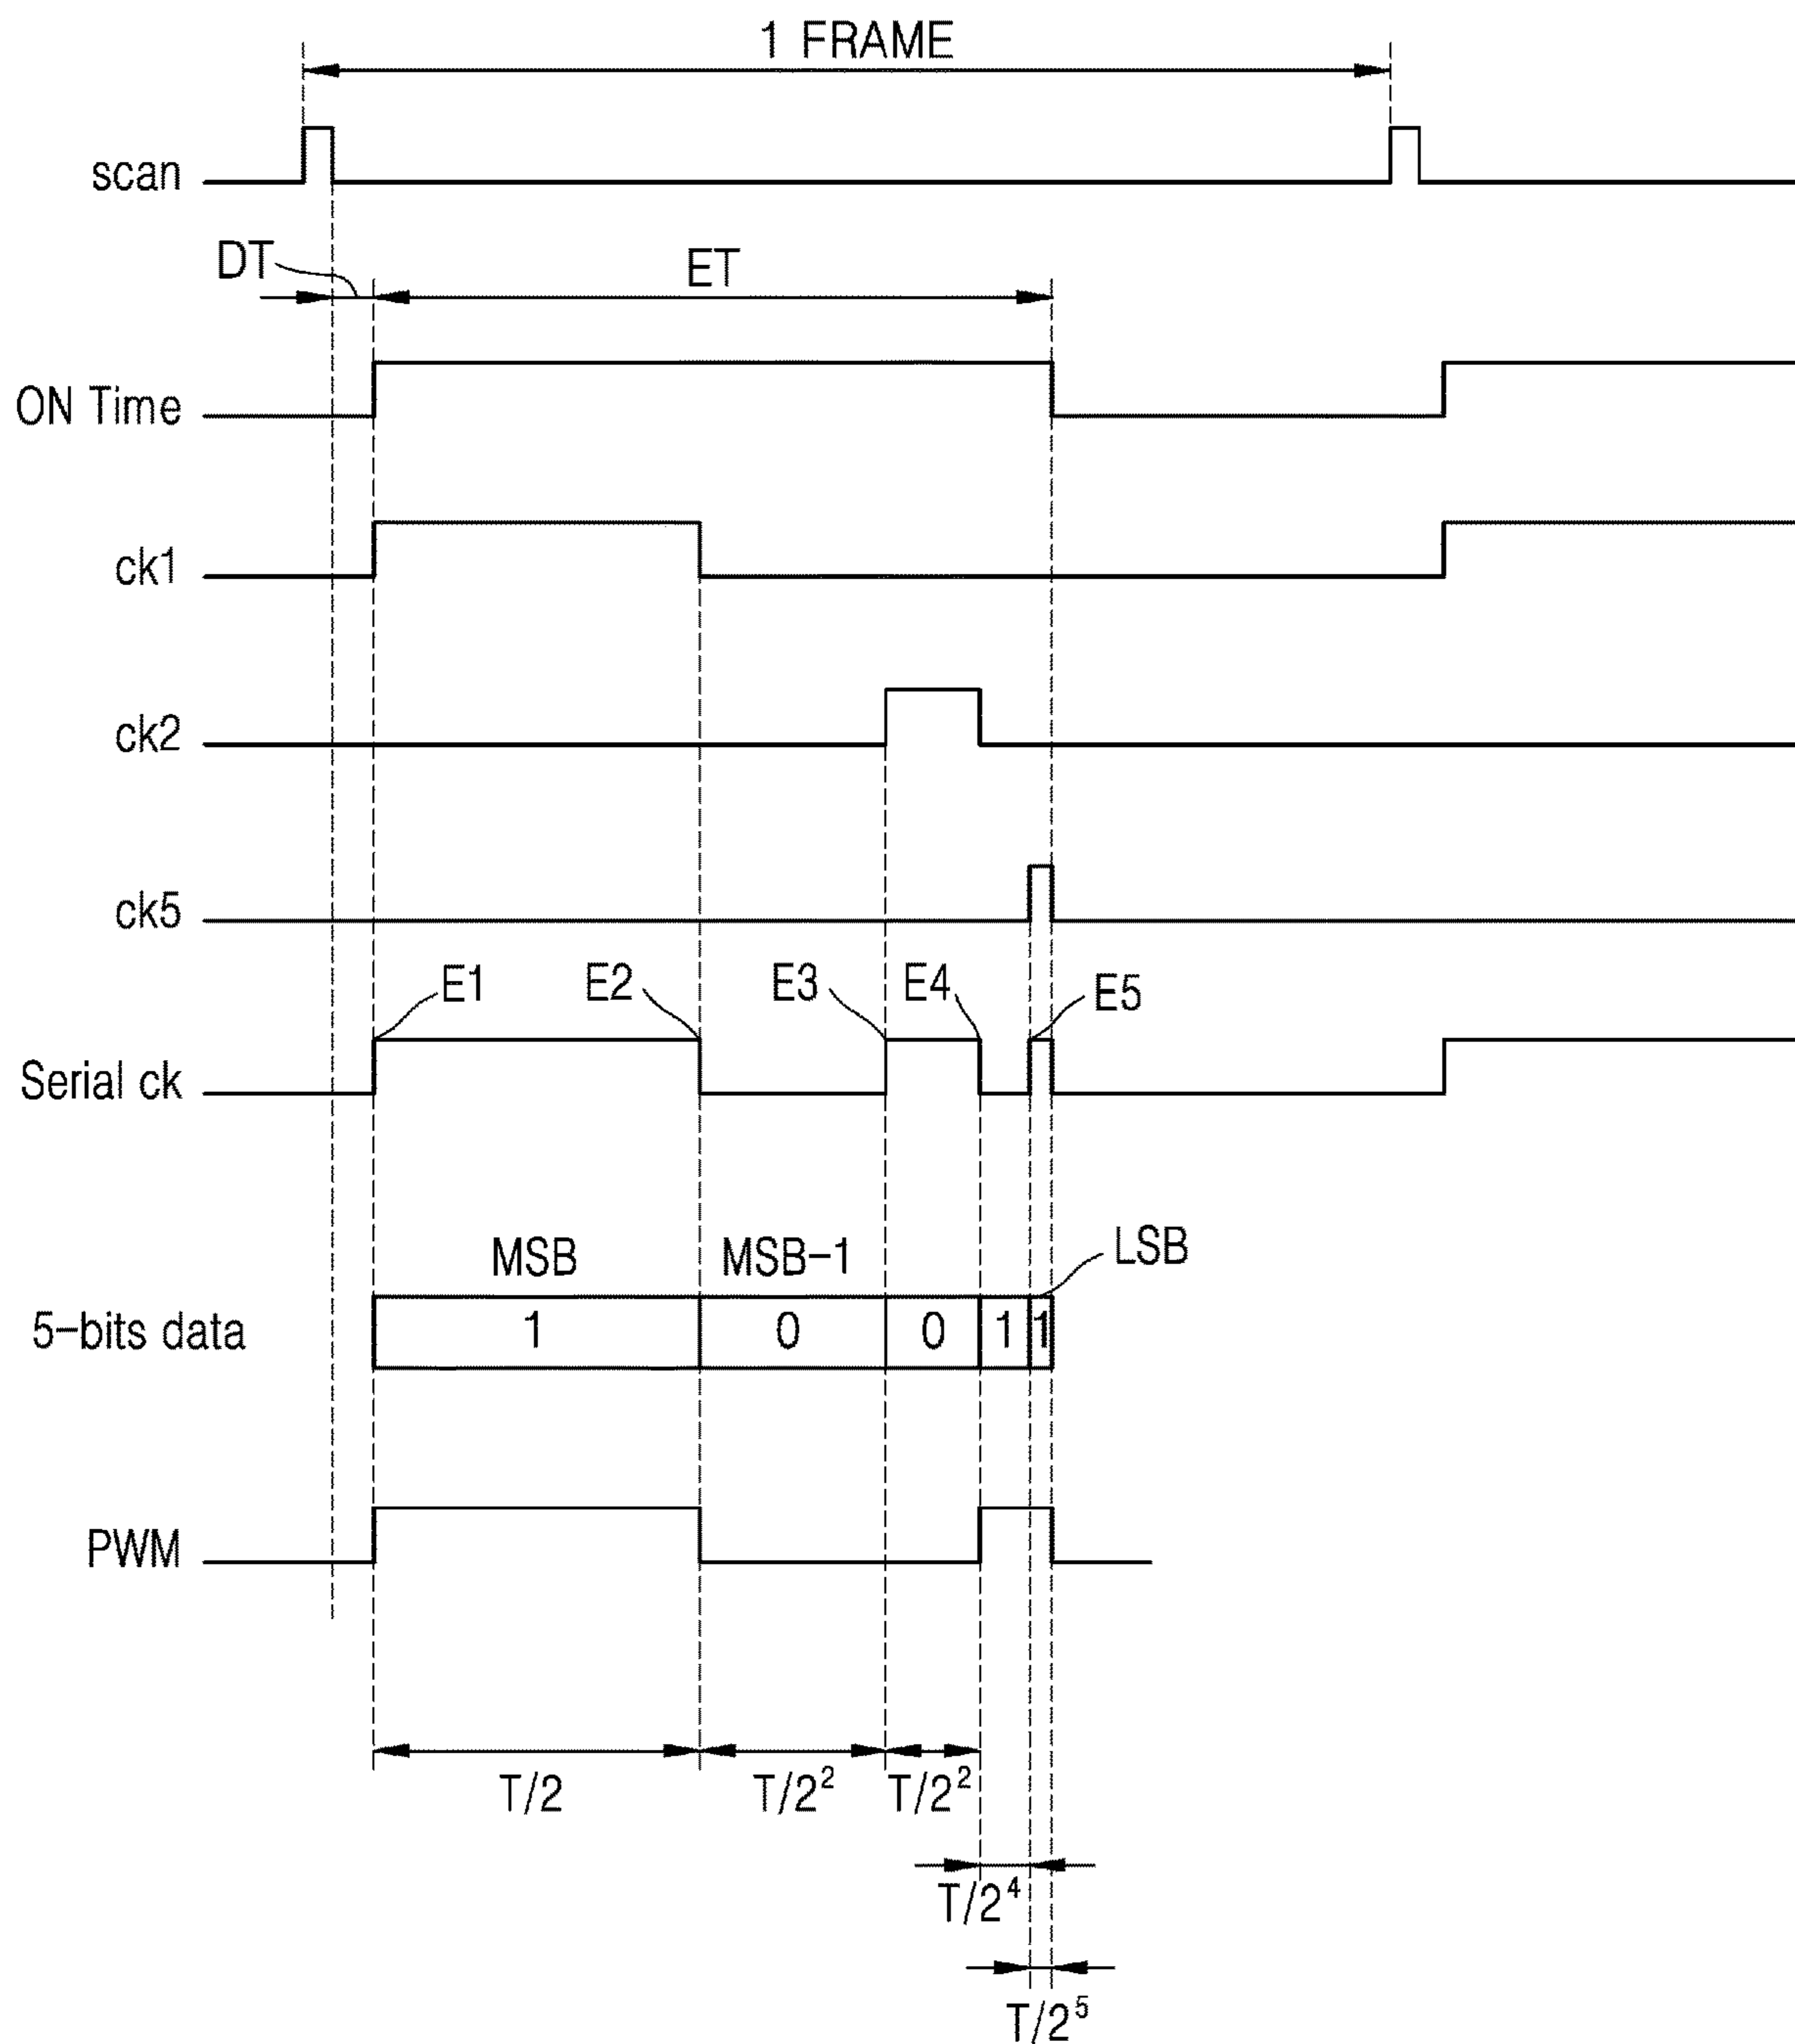 1 FRAME
scan
DT
ET
ON Time
ck1
ck2
ck5
E1
E2
E3
E4
E5
Serial ck
MSB
MSB-1
LSB
5-bits data
1
0
0
1
1
PWM
T/2
T/2²
T/2²
T/2⁴
T/2⁵